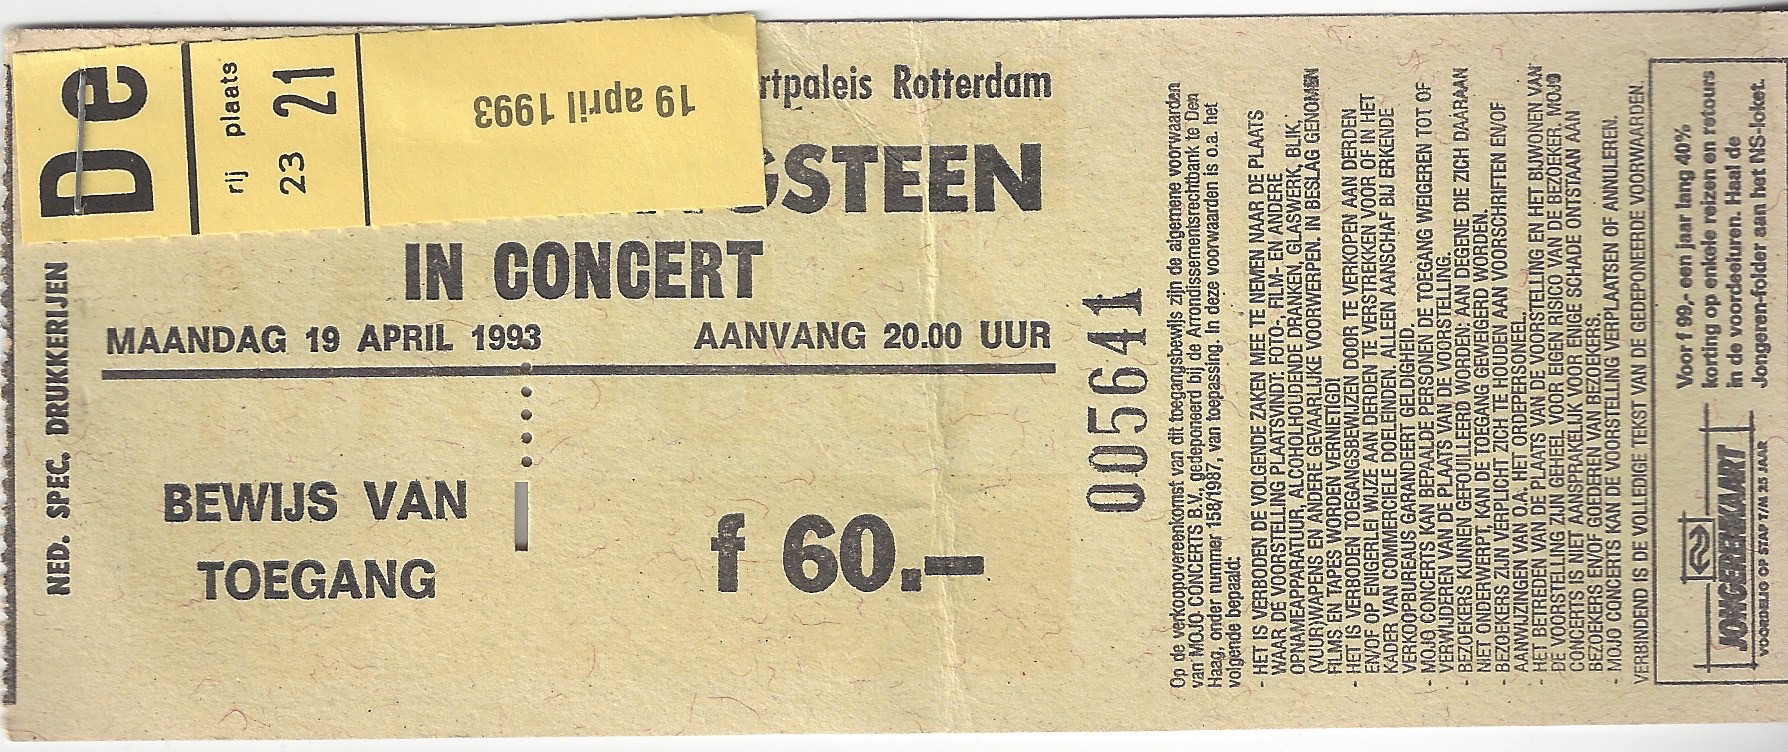 De
rij plaats
23 21
19 april 1993
rtpaleis Rotterdam
GSTEEN
IN CONCERT
MAANDAG 19 APRIL 1993 AANVANG 20.00 UUR
BEWIJS VAN
TOEGANG
f 60.—
NED. SPEC. DRUKKERIJEN
005641
Op de verkoopovereenkomst van dit toegangsbewijs zijn de algemene voorwaarden
van MOJO CONCERTS B.V., gedeponeerd bij de Arrondissementsrechtbank te Den
Haag, onder nummer 158/1987, van toepassing. In deze voorwaarden is o.a. het
volgende bepaald:
- HET IS VERBODEN DE VOLGENDE ZAKEN MEE TE NEMEN NAAR DE PLAATS
WAAR DE VOORSTELLING PLAATSVINDT: FOTO-, FILM- EN ANDERE
OPNAMEAPPARATUUR, ALCOHOLHOUDENDE DRANKEN, GLASWERK, BLIK,
(VUUR)WAPPENS EN ANDERE GEVAARLIJKE VOORWERPEN. IN BESLAG GENOMEN
FILMS EN TAPES WORDEN VERNIETIGD!
- HET IS VERBODEN TOEGANGSBEWIJZEN DOOR TE VERKOPEN AAN DERDEN
EN/OF OP ENIGERLEI WIJZE AAN DERDEN TE VERSTREKKEN VOOR OF IN HET
KADER VAN COMMERCIELE DOELEINDEN. ALLEEN AANSCHAF BIJ ERKENDE
VERKOOPBUREAUS GARANDEERT GELDIGHEID.
- MOJO CONCERTS KAN BEPAALDE PERSONEN DE TOEGANG WEIGEREN TOT OF
VERWIJDEREN VAN DE PLAATS VAN DE VOORSTELLING.
- BEZOEKERS KUNNEN GEFOUILLEERD WORDEN: AAN DEGENE DIE ZICH DAARAAN
NIET ONDERWERPT, KAN DE TOEGANG GEWEIGERD WORDEN.
- BEZOEKERS ZIJN VERPLICHT ZICH TE HOUDEN AAN VOORSCHRIFTEN EN/OF
AANWIJZINGEN VAN O.A. HET ORDEPERSONEEL.
- HET BETREDEN VAN DE PLAATS VAN DE VOORSTELLING EN HET BIJWONEN VAN
DE VOORSTELLING ZIJN GEHEEL VOOR EIGEN RISICO VAN DE BEZOEKER. MOJO
CONCERTS IS NIET AANSPRAKELIJK VOOR ENIGE SCHADE ONTSTAAN AAN
BEZOEKERS EN/OF GOEDEREN VAN BEZOEKERS.
- MOJO CONCERTS KAN DE VOORSTELLING VERPLAATSEN OF ANNULEREN.
VERBINDEND IS DE VOLLEDIGE TEKST VAN DE GEDEPONEERDE VOORWAARDEN.
JONGERENKAART
VOORDELIG OP STAP T/M 25 JAAR
Voor f 99,- een jaar lang 40%
korting op enkele reizen en retours
in de voordeeluren. Haal de
Jongeren-folder aan het NS-loket.